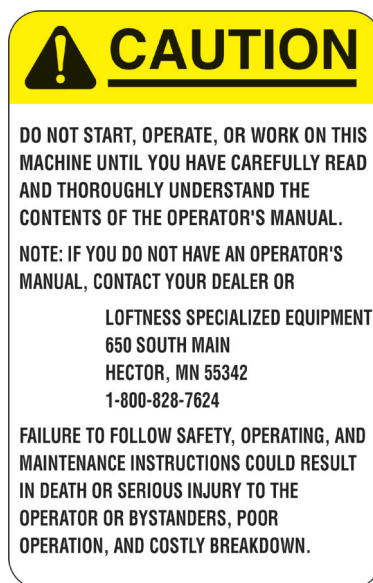 CAUTION
DO NOT START, OPERATE, OR WORK ON THIS
MACHINE UNTIL YOU HAVE CAREFULLY READ
AND THOROUGHLY UNDERSTAND THE
CONTENTS OF THE OPERATOR'S MANUAL.
NOTE: IF YOU DO NOT HAVE AN OPERATOR'S
MANUAL, CONTACT YOUR DEALER OR
LOFTNESS SPECIALIZED EQUIPMENT
650 SOUTH MAIN
HECTOR, MN 55342
1-800-828-7624
FAILURE TO FOLLOW SAFETY, OPERATING, AND
MAINTENANCE INSTRUCTIONS COULD RESULT
IN DEATH OR SERIOUS INJURY TO THE
OPERATOR OR BYSTANDERS, POOR
OPERATION, AND COSTLY BREAKDOWN.